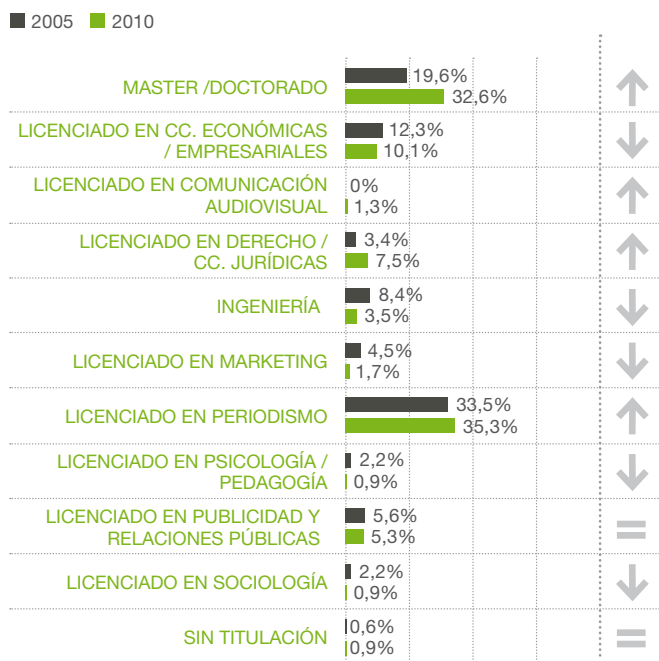 2005 2010
MASTER /DOCTORADO
19,6%
32,6%
LICENCIADO EN CC. ECONÓMICAS
/ EMPRESARIALES
12,3%
10,1%
LICENCIADO EN COMUNICACIÓN
AUDIOVISUAL
0%
1,3%
LICENCIADO EN DERECHO /
CC. JURÍDICAS
3,4%
7,5%
INGENIERÍA
8,4%
3,5%
LICENCIADO EN MARKETING
4,5%
1,7%
LICENCIADO EN PERIODISMO
33,5%
35,3%
LICENCIADO EN PSICOLOGÍA /
PEDAGOGÍA
2,2%
0,9%
LICENCIADO EN PUBLICIDAD Y
RELACIONES PÚBLICAS
5,6%
5,3%
=
LICENCIADO EN SOCIOLOGÍA
2,2%
0,9%
SIN TITULACIÓN
0,6%
0,9%
=